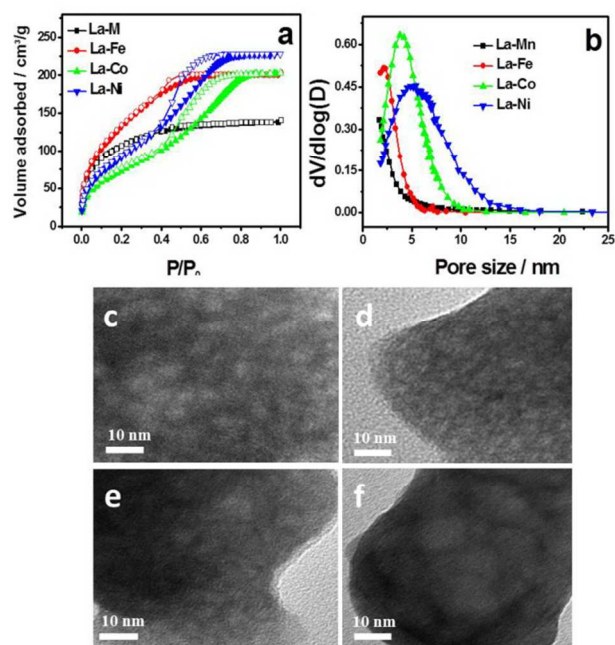 a
La-M
La-Fe
La-Co
La-Ni
Volume adsorbed / cm³/g
250
200
150
100
50
0
0.0 0.2 0.4 0.6 0.8 1.0
P/P₀
b
La-Mn
La-Fe
La-Co
La-Ni
dV/dlog(D)
0.60
0.45
0.30
0.15
0.00
0 5 10 15 20 25
Pore size / nm
c
10 nm
d
10 nm
e
10 nm
f
10 nm